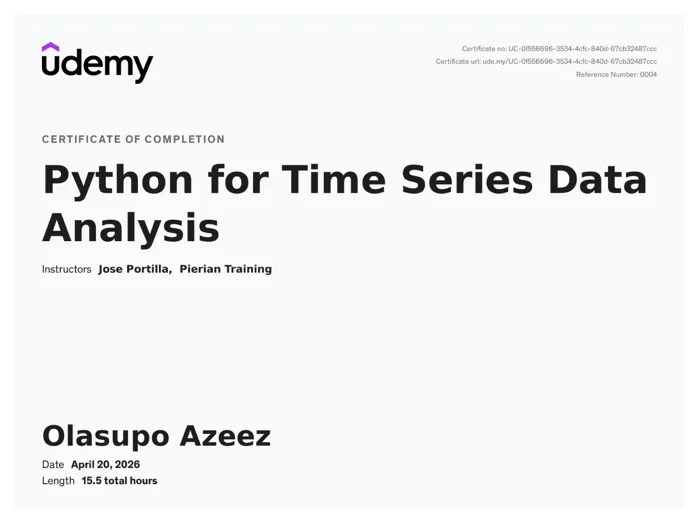 udemy
Certificate no: UC-0f556696-3534-4cfc-840d-67cb32487ccc
Certificate url: ude.my/UC-0f556696-3534-4cfc-840d-67cb32487ccc
Reference Number: 0004
CERTIFICATE OF COMPLETION
Python for Time Series Data
Analysis
Instructors Jose Portilla, Pierian Training
Olasupo Azeez
Date April 20, 2026
Length 15.5 total hours